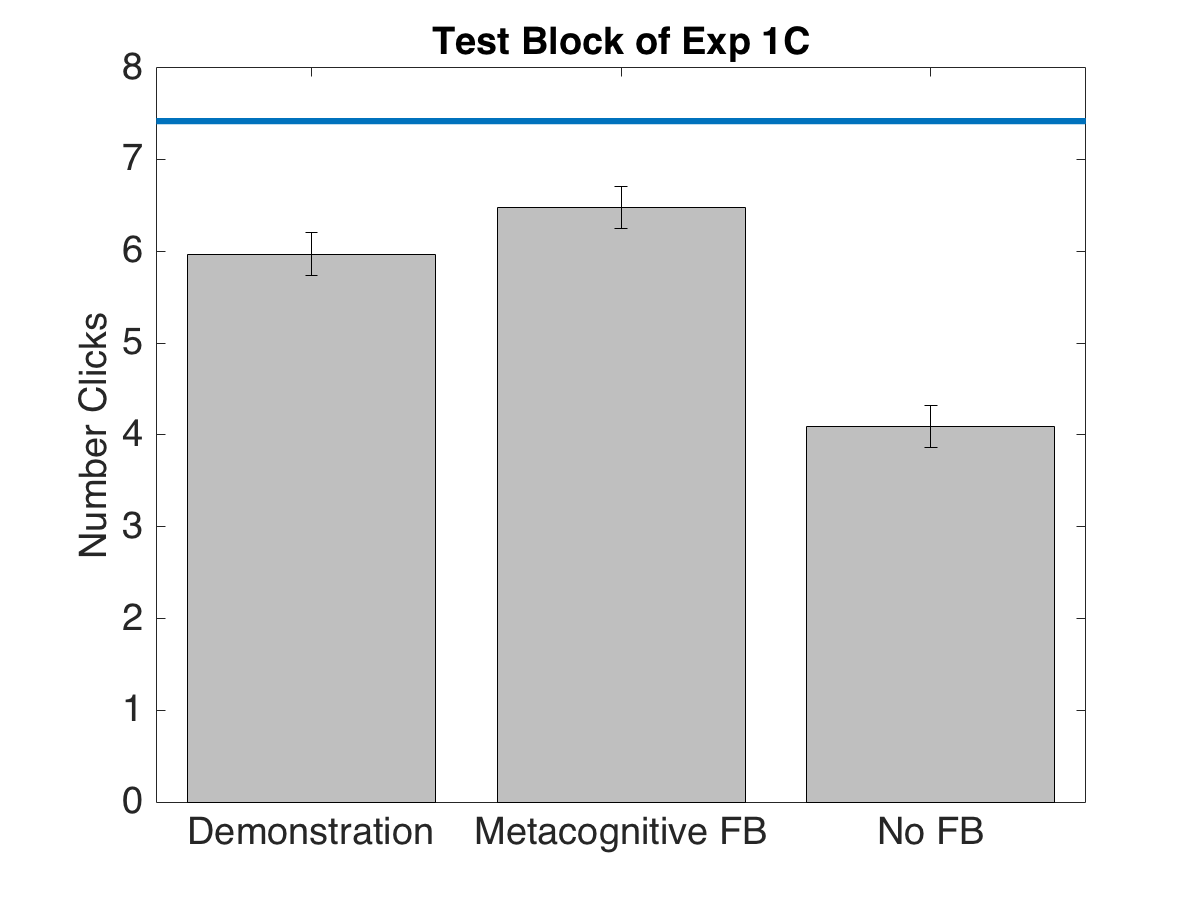 Test Block of Exp 1C
8
7
6
5
4
3
2
1
0
Number Clicks
Demonstration
Metacognitive FB
No FB